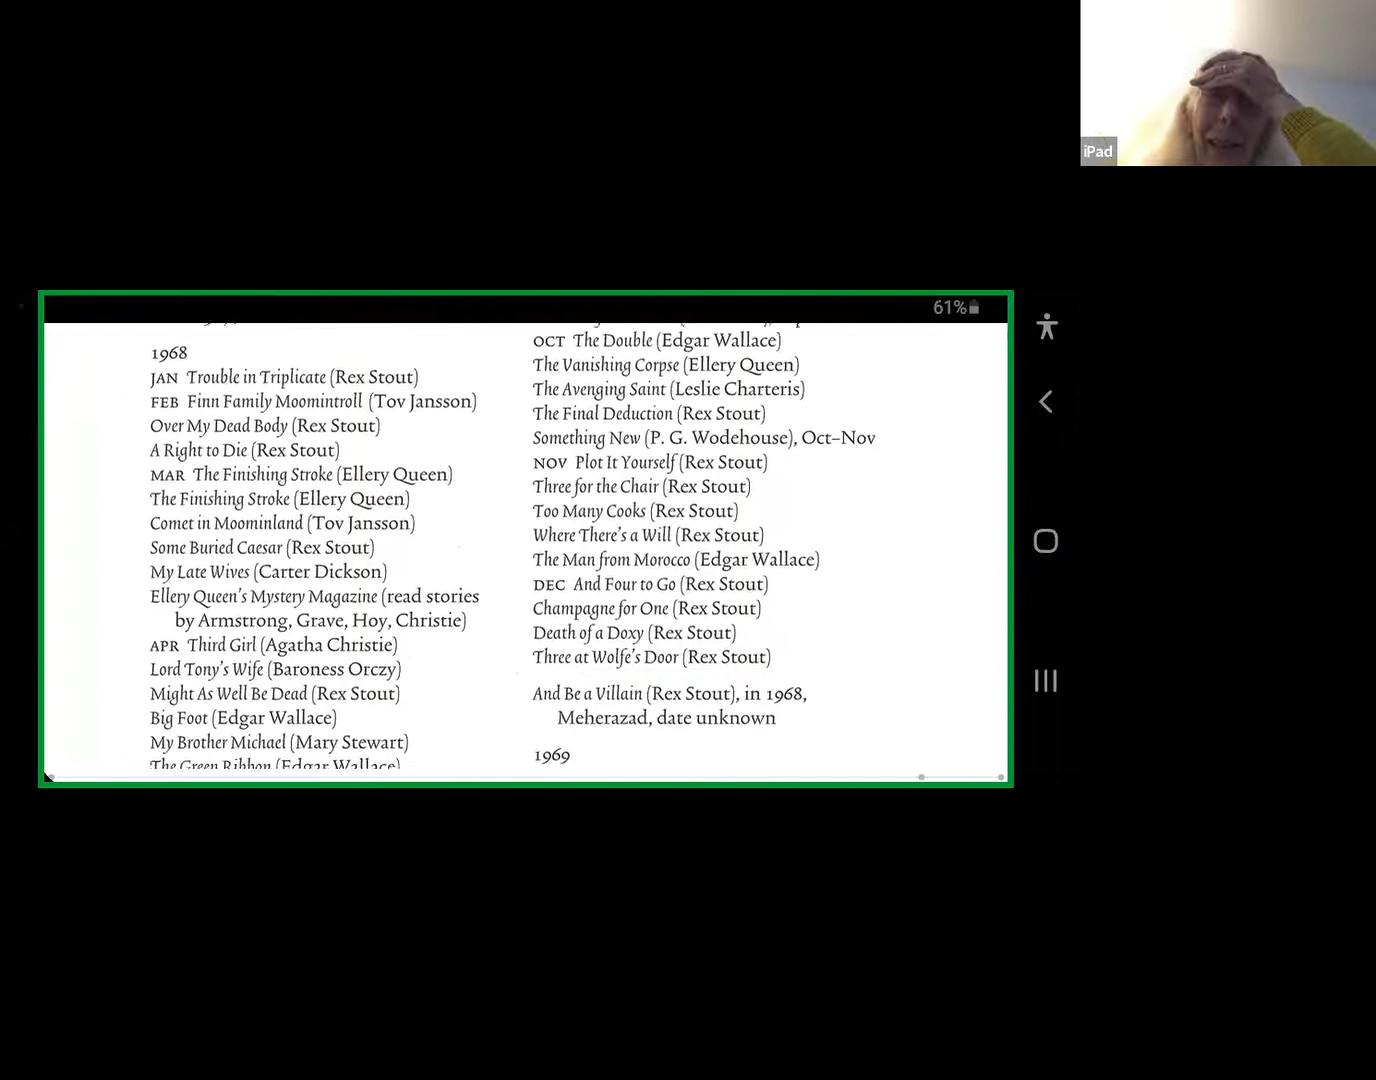 iPad
61%
1968
JAN Trouble in Triplicate (Rex Stout)
FEB Finn Family Moomintroll (Tov Jansson)
Over My Dead Body (Rex Stout)
A Right to Die (Rex Stout)
MAR The Finishing Stroke (Ellery Queen)
The Finishing Stroke (Ellery Queen)
Comet in Moominland (Tov Jansson)
Some Buried Caesar (Rex Stout)
My Late Wives (Carter Dickson)
Ellery Queen's Mystery Magazine (read stories
by Armstrong, Grave, Hoy, Christie)
APR Third Girl (Agatha Christie)
Lord Tony's Wife (Baroness Orczy)
Might As Well Be Dead (Rex Stout)
Big Foot (Edgar Wallace)
My Brother Michael (Mary Stewart)
The Green Ribbon (Edgar Wallace)
OCT The Double (Edgar Wallace)
The Vanishing Corpse (Ellery Queen)
The Avenging Saint (Leslie Charteris)
The Final Deduction (Rex Stout)
Something New (P. G. Wodehouse), Oct–Nov
NOV Plot It Yourself (Rex Stout)
Three for the Chair (Rex Stout)
Too Many Cooks (Rex Stout)
Where There's a Will (Rex Stout)
The Man from Morocco (Edgar Wallace)
DEC And Four to Go (Rex Stout)
Champagne for One (Rex Stout)
Death of a Doxy (Rex Stout)
Three at Wolfe's Door (Rex Stout)
And Be a Villain (Rex Stout), in 1968,
Meherazad, date unknown
1969